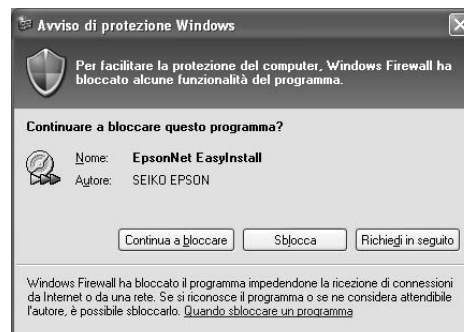 Avviso di protezione Windows
Per facilitare la protezione del computer, Windows Firewall ha
bloccato alcune funzionalità del programma.
Continuare a bloccare questo programma?
Nome: EpsonNet EasyInstall
Autore: SEIKO EPSON
Continua a bloccare Sblocca Richiedi in seguito
Windows Firewall ha bloccato il programma impedendone la ricezione di connessioni
da Internet o da una rete. Se si riconosce il programma o se ne considera attendibile
l'autore, è possibile sbloccarlo. Quando sbloccare un programma